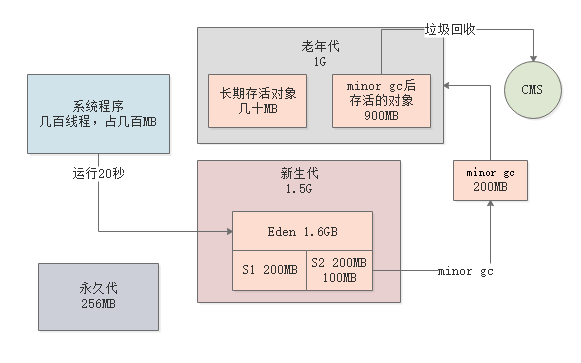 垃圾回收
老年代
1G
系统程序
几百线程，占几百MB
长期存活对象
几十MB
minor gc后
存活的对象
900MB
CMS
运行20秒
新生代
1.5G
minor gc
200MB
Eden 1.6GB
S1 200MB
S2 200MB
100MB
minor gc
永久代
256MB